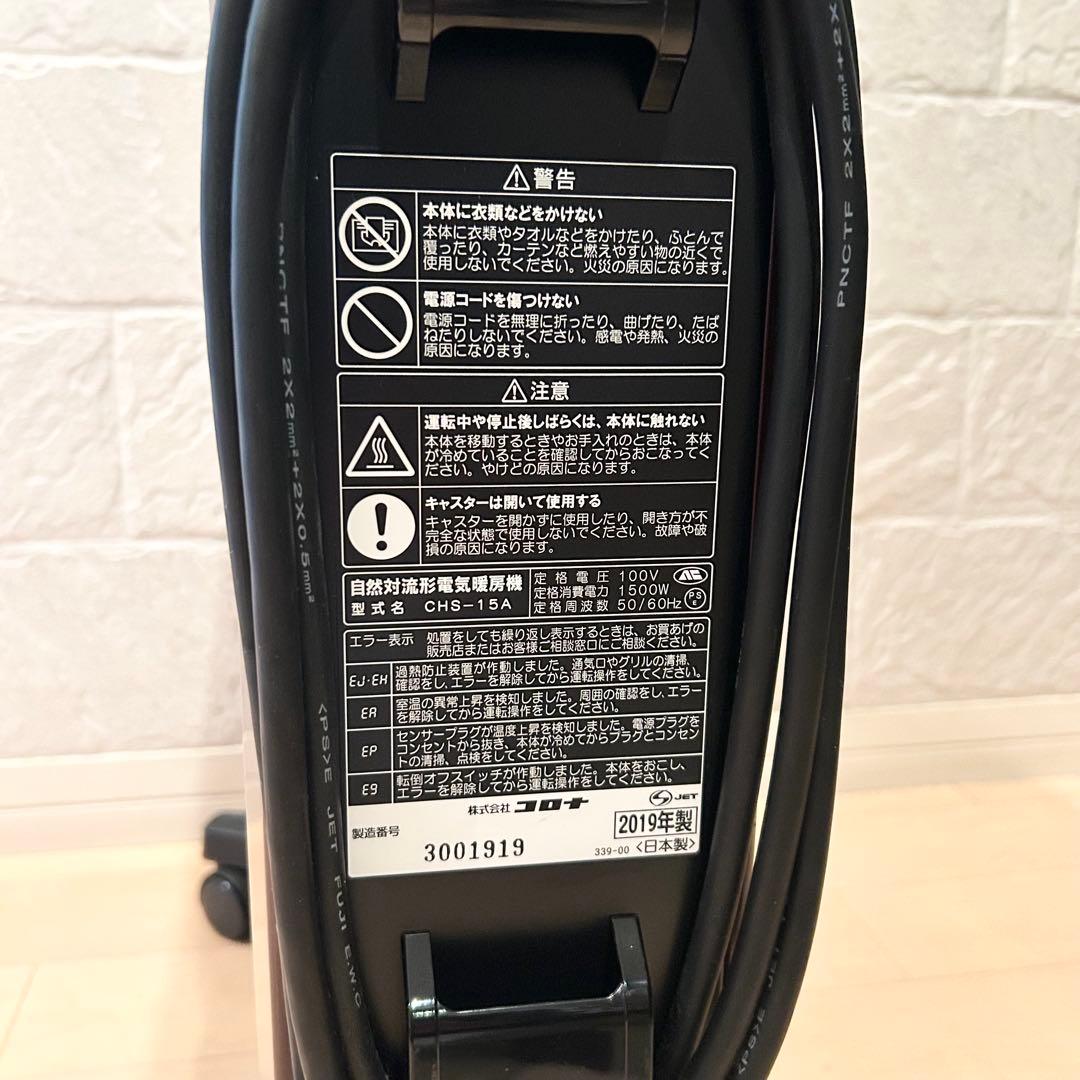 警告
本体に衣類などをかけない
本体に衣類やタオルなどをかけたり、ふとんで
覆ったり、カーテンなど燃えやすい物の近くで
使用しないでください。火災の原因になります。
電源コードを傷つけない
電源コードを無理に折ったり、曲げたり、たば
ねたりしないでください。感電や発熱、火災の
原因になります。
注意
運転中や停止後しばらくは、本体に触れない
本体を移動するときやお手入れのときは、本体
が冷めていることを確認してからおこなってく
ださい。やけどの原因になります。
キャスターは開いて使用する
キャスターを開かずに使用したり、開き方が不
完全な状態で使用しないでください。故障や破
損の原因になります。
自然対流形電気暖房機
型式名 CHS-15A
定格電圧 100V
定格消費電力 1500W
定格周波数 50/60Hz
PSE
エラー表示 処置をしても繰り返し表示するときは、お買あげの
販売店またはお客様ご相談窓口にご相談ください。
EJ・EH 過熱防止装置が作動しました。通気口やグリルの清掃、
確認をし、エラーを解除してから運転操作をしてください。
EA 室温の異常上昇を検知しました。周囲の確認をし、エラー
を解除してから運転操作をしてください。
EP センサープラグが温度上昇を検知しました。電源プラグを
コンセントから抜き、本体が冷めてからプラグとコンセン
トの清掃、点検をしてください。
E9 転倒オフスイッチが作動しました。本体をおこし、
エラーを解除してから運転操作をしてください。
株式会社 コロナ
JET
製造番号
3001919
2019年製
339-00 <日本製>
PNCTF 2X2mm²+2X0.5mm²
<PS>E JET FUJI E.W.C
PNCTF 2X2mm²+2X
<PS>E JET